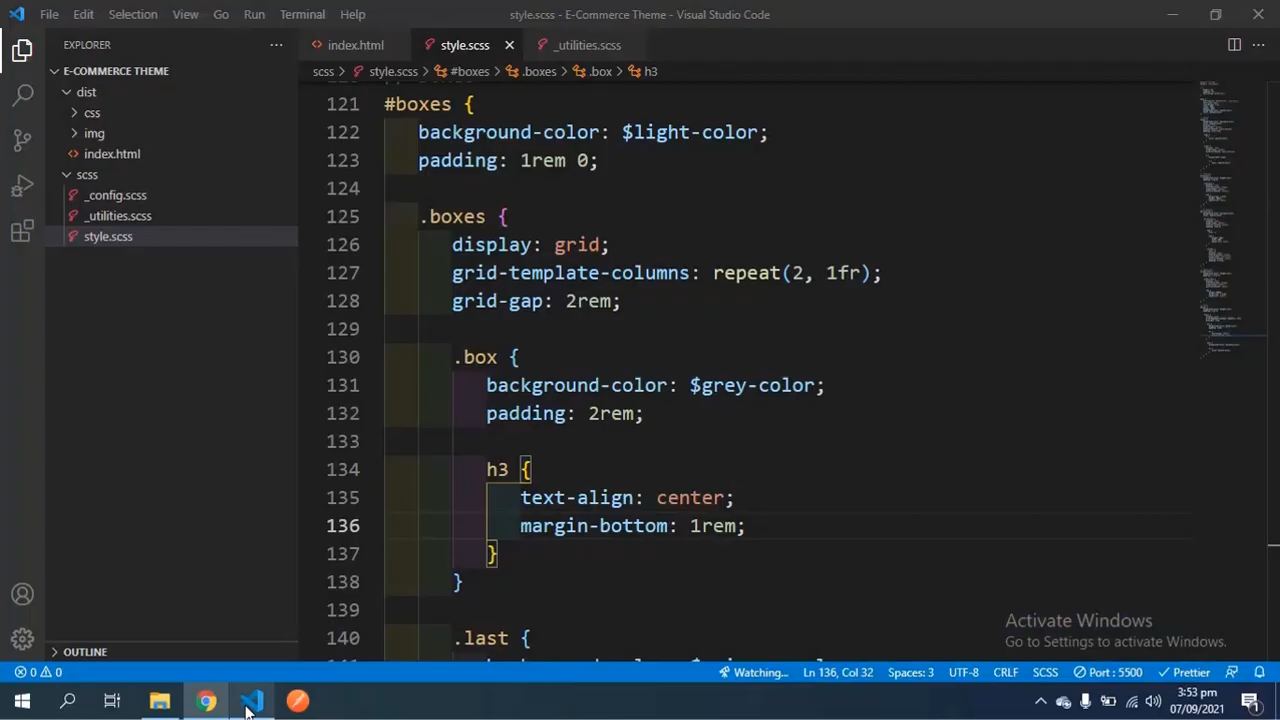 File Edit Selection View Go Run Terminal Help style.scss - E-Commerce Theme - Visual Studio Code
EXPLORER
E-COMMERCE THEME
dist
css
img
index.html
scss
_config.scss
_utilities.scss
style.scss
OUTLINE
index.html style.scss _utilities.scss
scss > style.scss > #boxes > .boxes > .box > h3
121 #boxes {
122 background-color: $light-color;
123 padding: 1rem 0;
124
125 .boxes {
126 display: grid;
127 grid-template-columns: repeat(2, 1fr);
128 grid-gap: 2rem;
129
130 .box {
131 background-color: $grey-color;
132 padding: 2rem;
133
134 h3 {
135 text-align: center;
136 margin-bottom: 1rem;
137 }
138 }
139
140 .last {
Activate Windows
Go to Settings to activate Windows.
0 0 Watching... Ln 136, Col 32 Spaces: 3 UTF-8 CRLF SCSS Port : 5500 Prettier
3:53 pm
07/09/2021
1